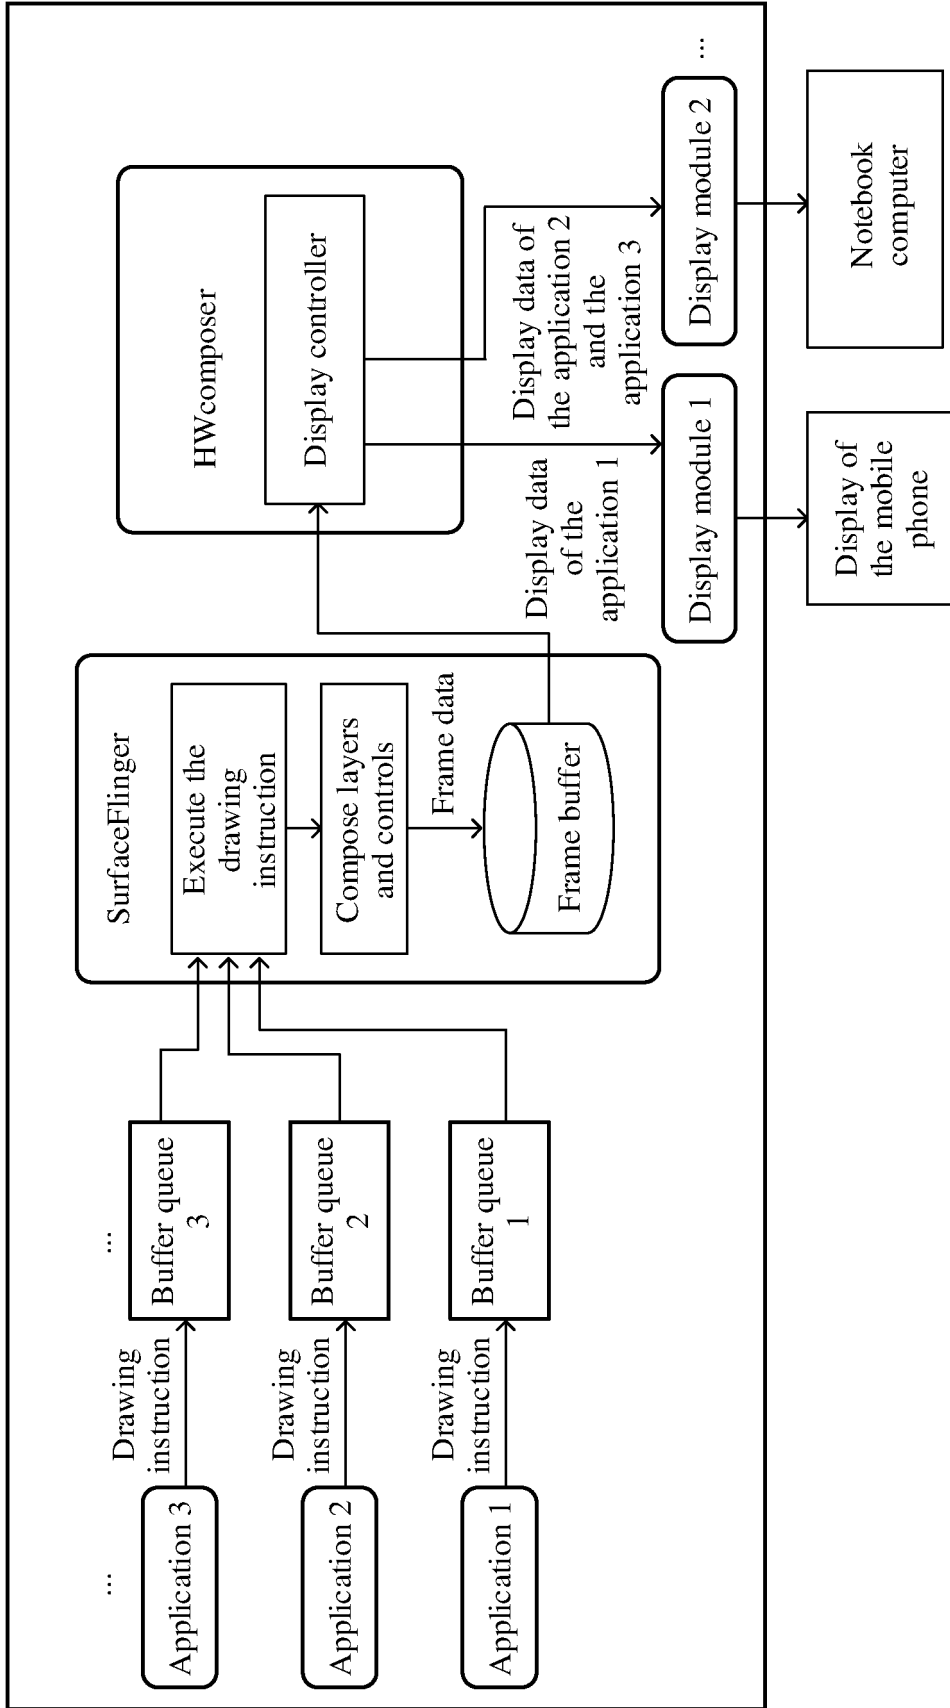 ...
Application 3
Application 2
Application 1
Drawing
instruction
Drawing
instruction
Drawing
instruction
...
Buffer queue
3
Buffer queue
2
Buffer queue
1
SurfaceFlinger
Execute the
drawing
instruction
Compose layers
and controls
Frame data
Frame buffer
HWcomposer
Display controller
Display data
of the
application 1
Display data of
the application 2
and the
application 3
Display module 1
Display module 2
...
Display of
the mobile
phone
Notebook
computer